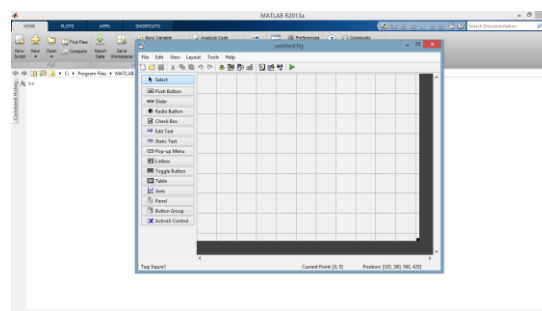 MATLAB R2013a
HOME PLOTS APPS SHORTCUTS
Search Documentation
New Script New Open Find Files Compare Import Data Save Workspace New Variable Analyze Code Preferences Community
FILE
C: Program Files MATLAB
Command History
>>
untitled.fig
File Edit View Layout Tools Help
Select
Push Button
Slider
Radio Button
Check Box
Edit Text
Static Text
Pop-up Menu
Listbox
Toggle Button
Table
Axes
Panel
Button Group
ActiveX Control
Tag: figure1 Current Point: [0, 0] Position: [520, 380, 560, 420]